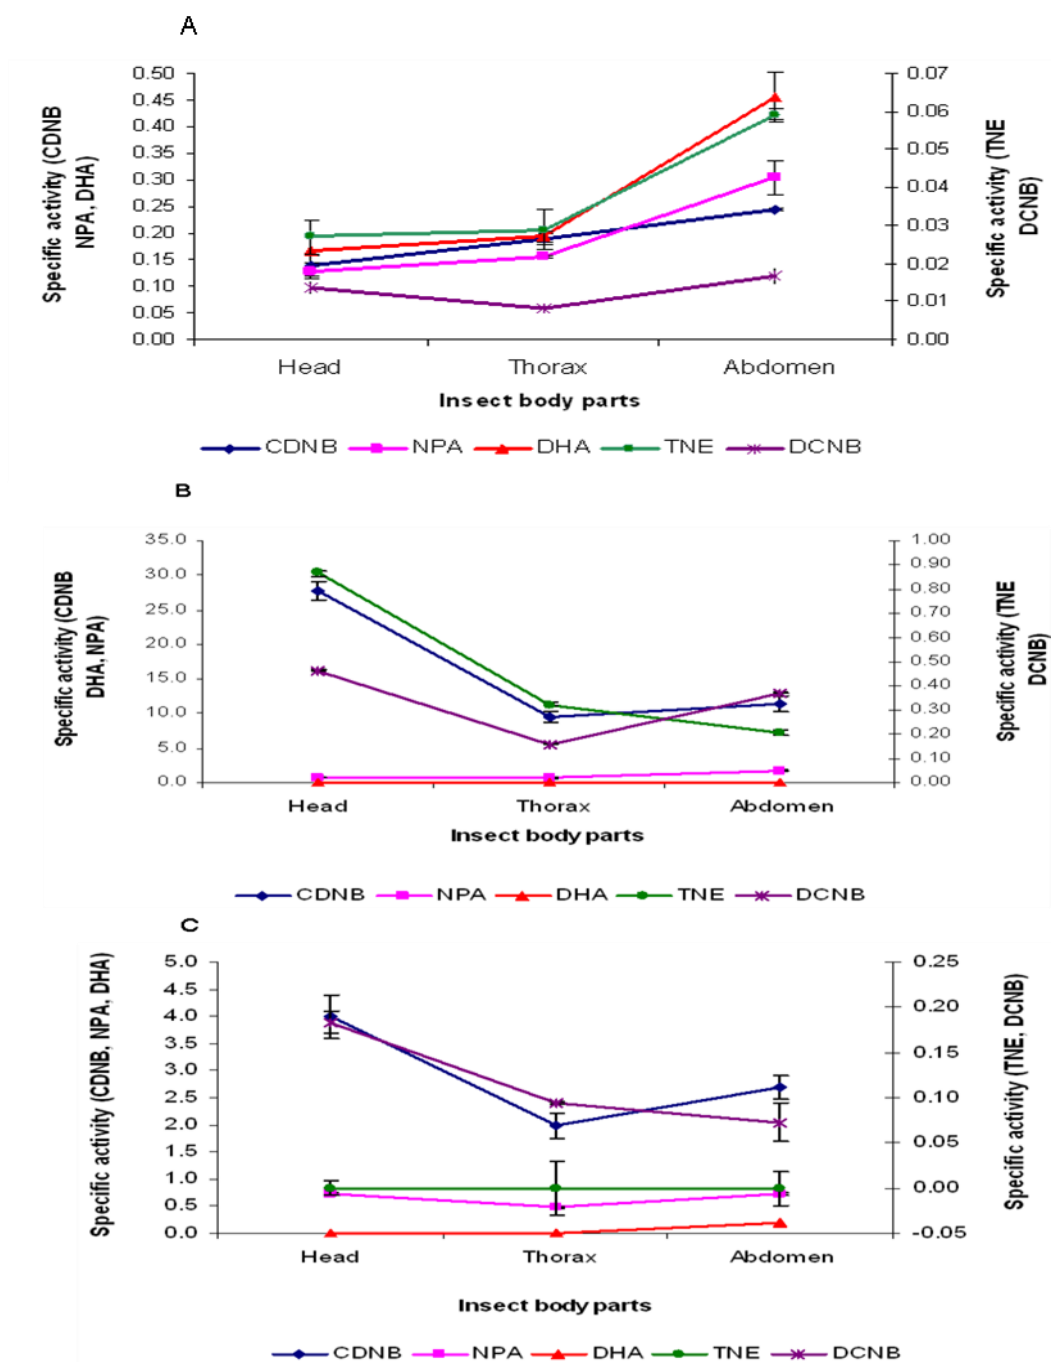 A
0.50
0.45
0.40
0.35
0.30
0.25
0.20
0.15
0.10
0.05
0.00
Specific activity (CDNB
NPA, DHA)
0.07
0.06
0.05
0.04
0.03
0.02
0.01
0.00
Specific activity (TNE
DCNB)
Head Thorax Abdomen
Insect body parts
CDNB NPA DHA TNE DCNB
B
35.0
30.0
25.0
20.0
15.0
10.0
5.0
0.0
Specific activity (CDNB
DHA, NPA)
1.00
0.90
0.80
0.70
0.60
0.50
0.40
0.30
0.20
0.10
0.00
Specific activity (TNE
DCNB)
Head Thorax Abdomen
Insect body parts
CDNB NPA DHA TNE DCNB
C
5.0
4.5
4.0
3.5
3.0
2.5
2.0
1.5
1.0
0.5
0.0
Specific activity (CDNB, NPA, DHA)
0.25
0.20
0.15
0.10
0.05
0.00
-0.05
Specific activity (TNE, DCNB)
Head Thorax Abdomen
Insect body parts
CDNB NPA DHA TNE DCNB